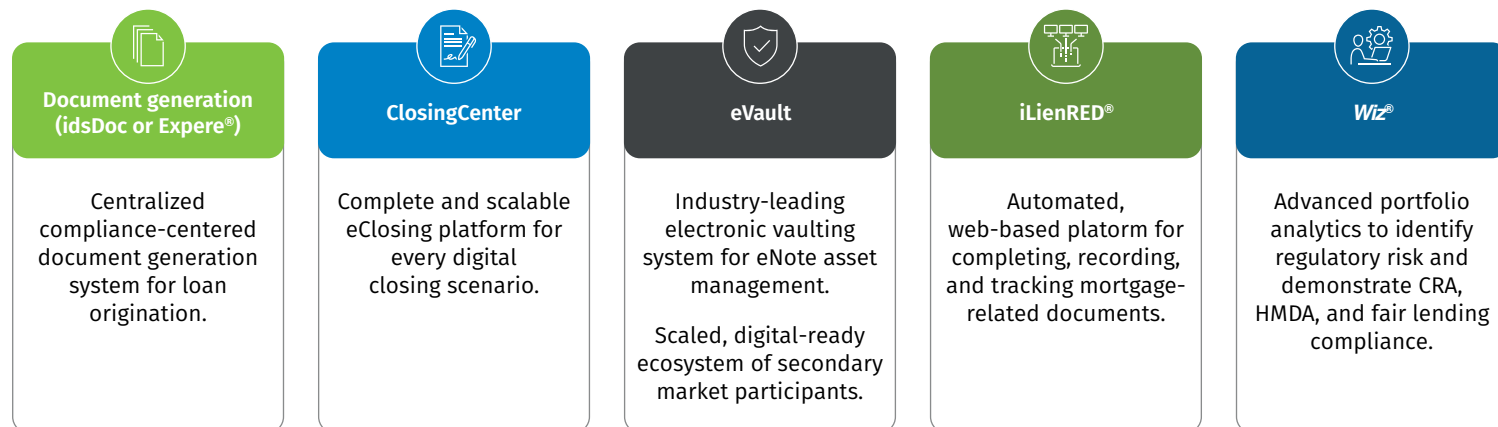 Document generation
(idsDoc or Expere®)
Centralized
compliance-centered
document generation
system for loan
origination.
ClosingCenter
Complete and scalable
eClosing platform for
every digital
closing scenario.
eVault
Industry-leading
electronic vaulting
system for eNote asset
management.
Scaled, digital-ready
ecosystem of secondary
market participants.
iLienRED®
Automated,
web-based platorm for
completing, recording,
and tracking mortgage-
related documents.
Wiz®
Advanced portfolio
analytics to identify
regulatory risk and
demonstrate CRA,
HMDA, and fair lending
compliance.